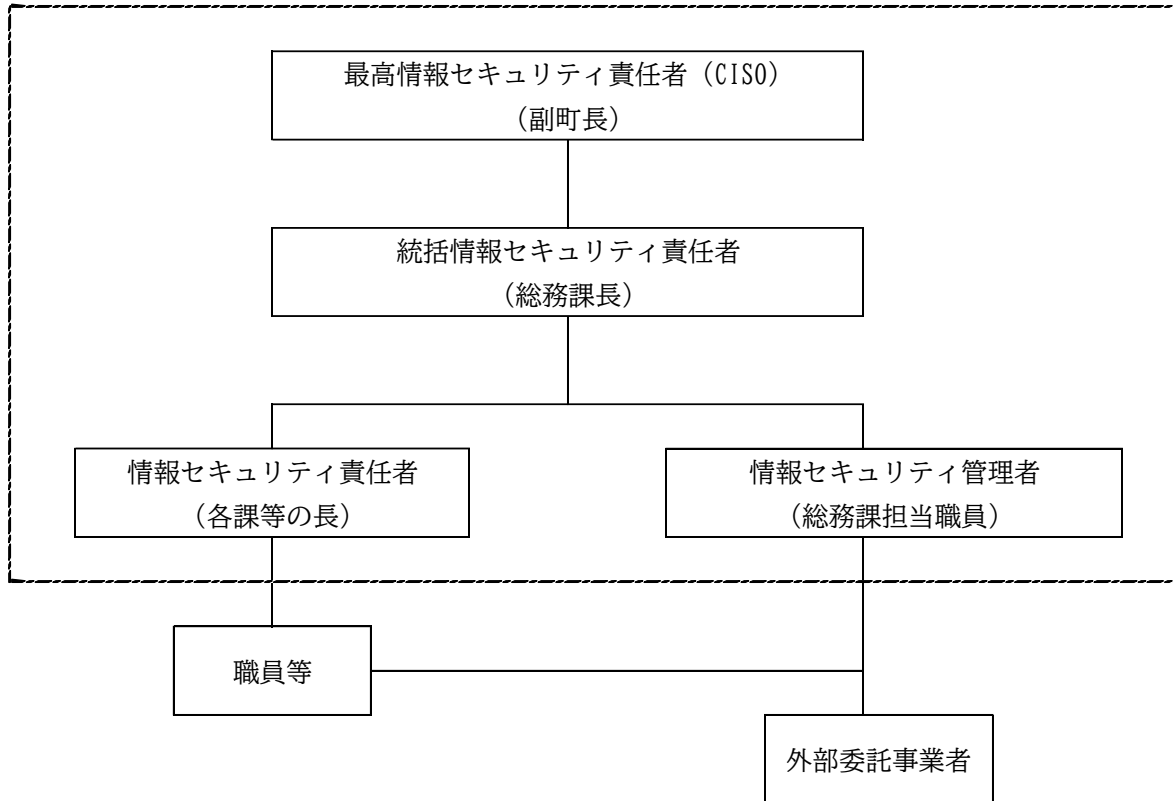 最高情報セキュリティ責任者（CISO）
（副町長）
統括情報セキュリティ責任者
（総務課長）
情報セキュリティ責任者
（各課等の長）
情報セキュリティ管理者
（総務課担当職員）
職員等
外部委託事業者